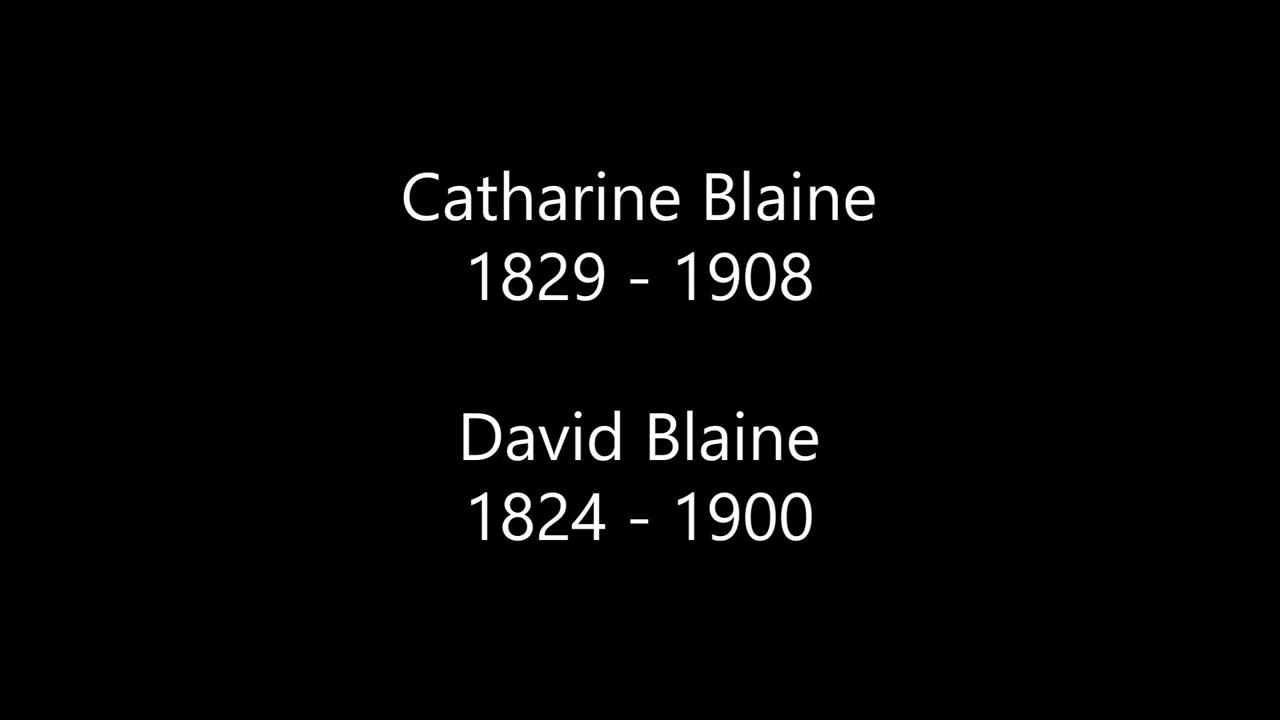 Catharine Blaine
1829 - 1908
David Blaine
1824 - 1900